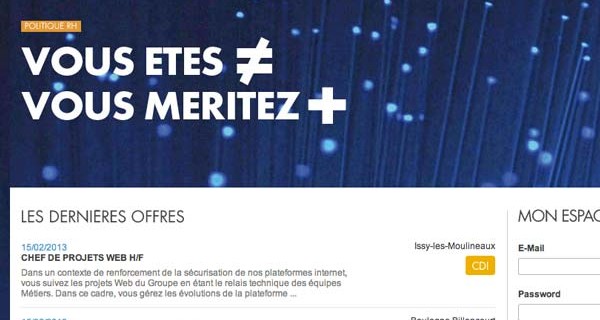 POLITIQUE RH
VOUS ETES ≠
VOUS MERITEZ +
LES DERNIERES OFFRES
15/02/2013
Issy-les-Moulineaux
CHEF DE PROJETS WEB H/F
CDI
Dans un contexte de renforcement de la sécurisation de nos plateformes internet,
vous suivez les projets Web du Groupe en étant le relais technique des équipes
Métiers. Dans ce cadre, vous gérez les évolutions de la plateforme ...
MON ESPAC
E-Mail
Password